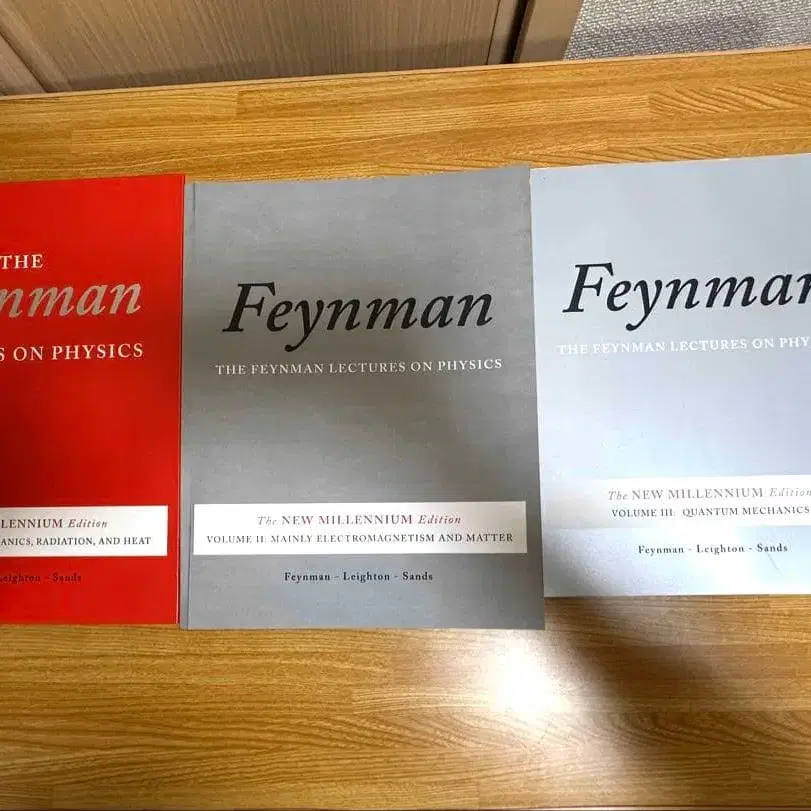 THE
nman
S ON PHYSICS
LENNIUM Edition
ANICS, RADIATION, AND HEAT
Leighton - Sands
Feynman
THE FEYNMAN LECTURES ON PHYSICS
The NEW MILLENNIUM Edition
VOLUME II: MAINLY ELECTROMAGNETISM AND MATTER
Feynman - Leighton - Sands
Feynman
THE FEYNMAN LECTURES ON PHY
The NEW MILLENNIUM Edition
VOLUME III: QUANTUM MECHANICS
Feynman - Leighton - Sands